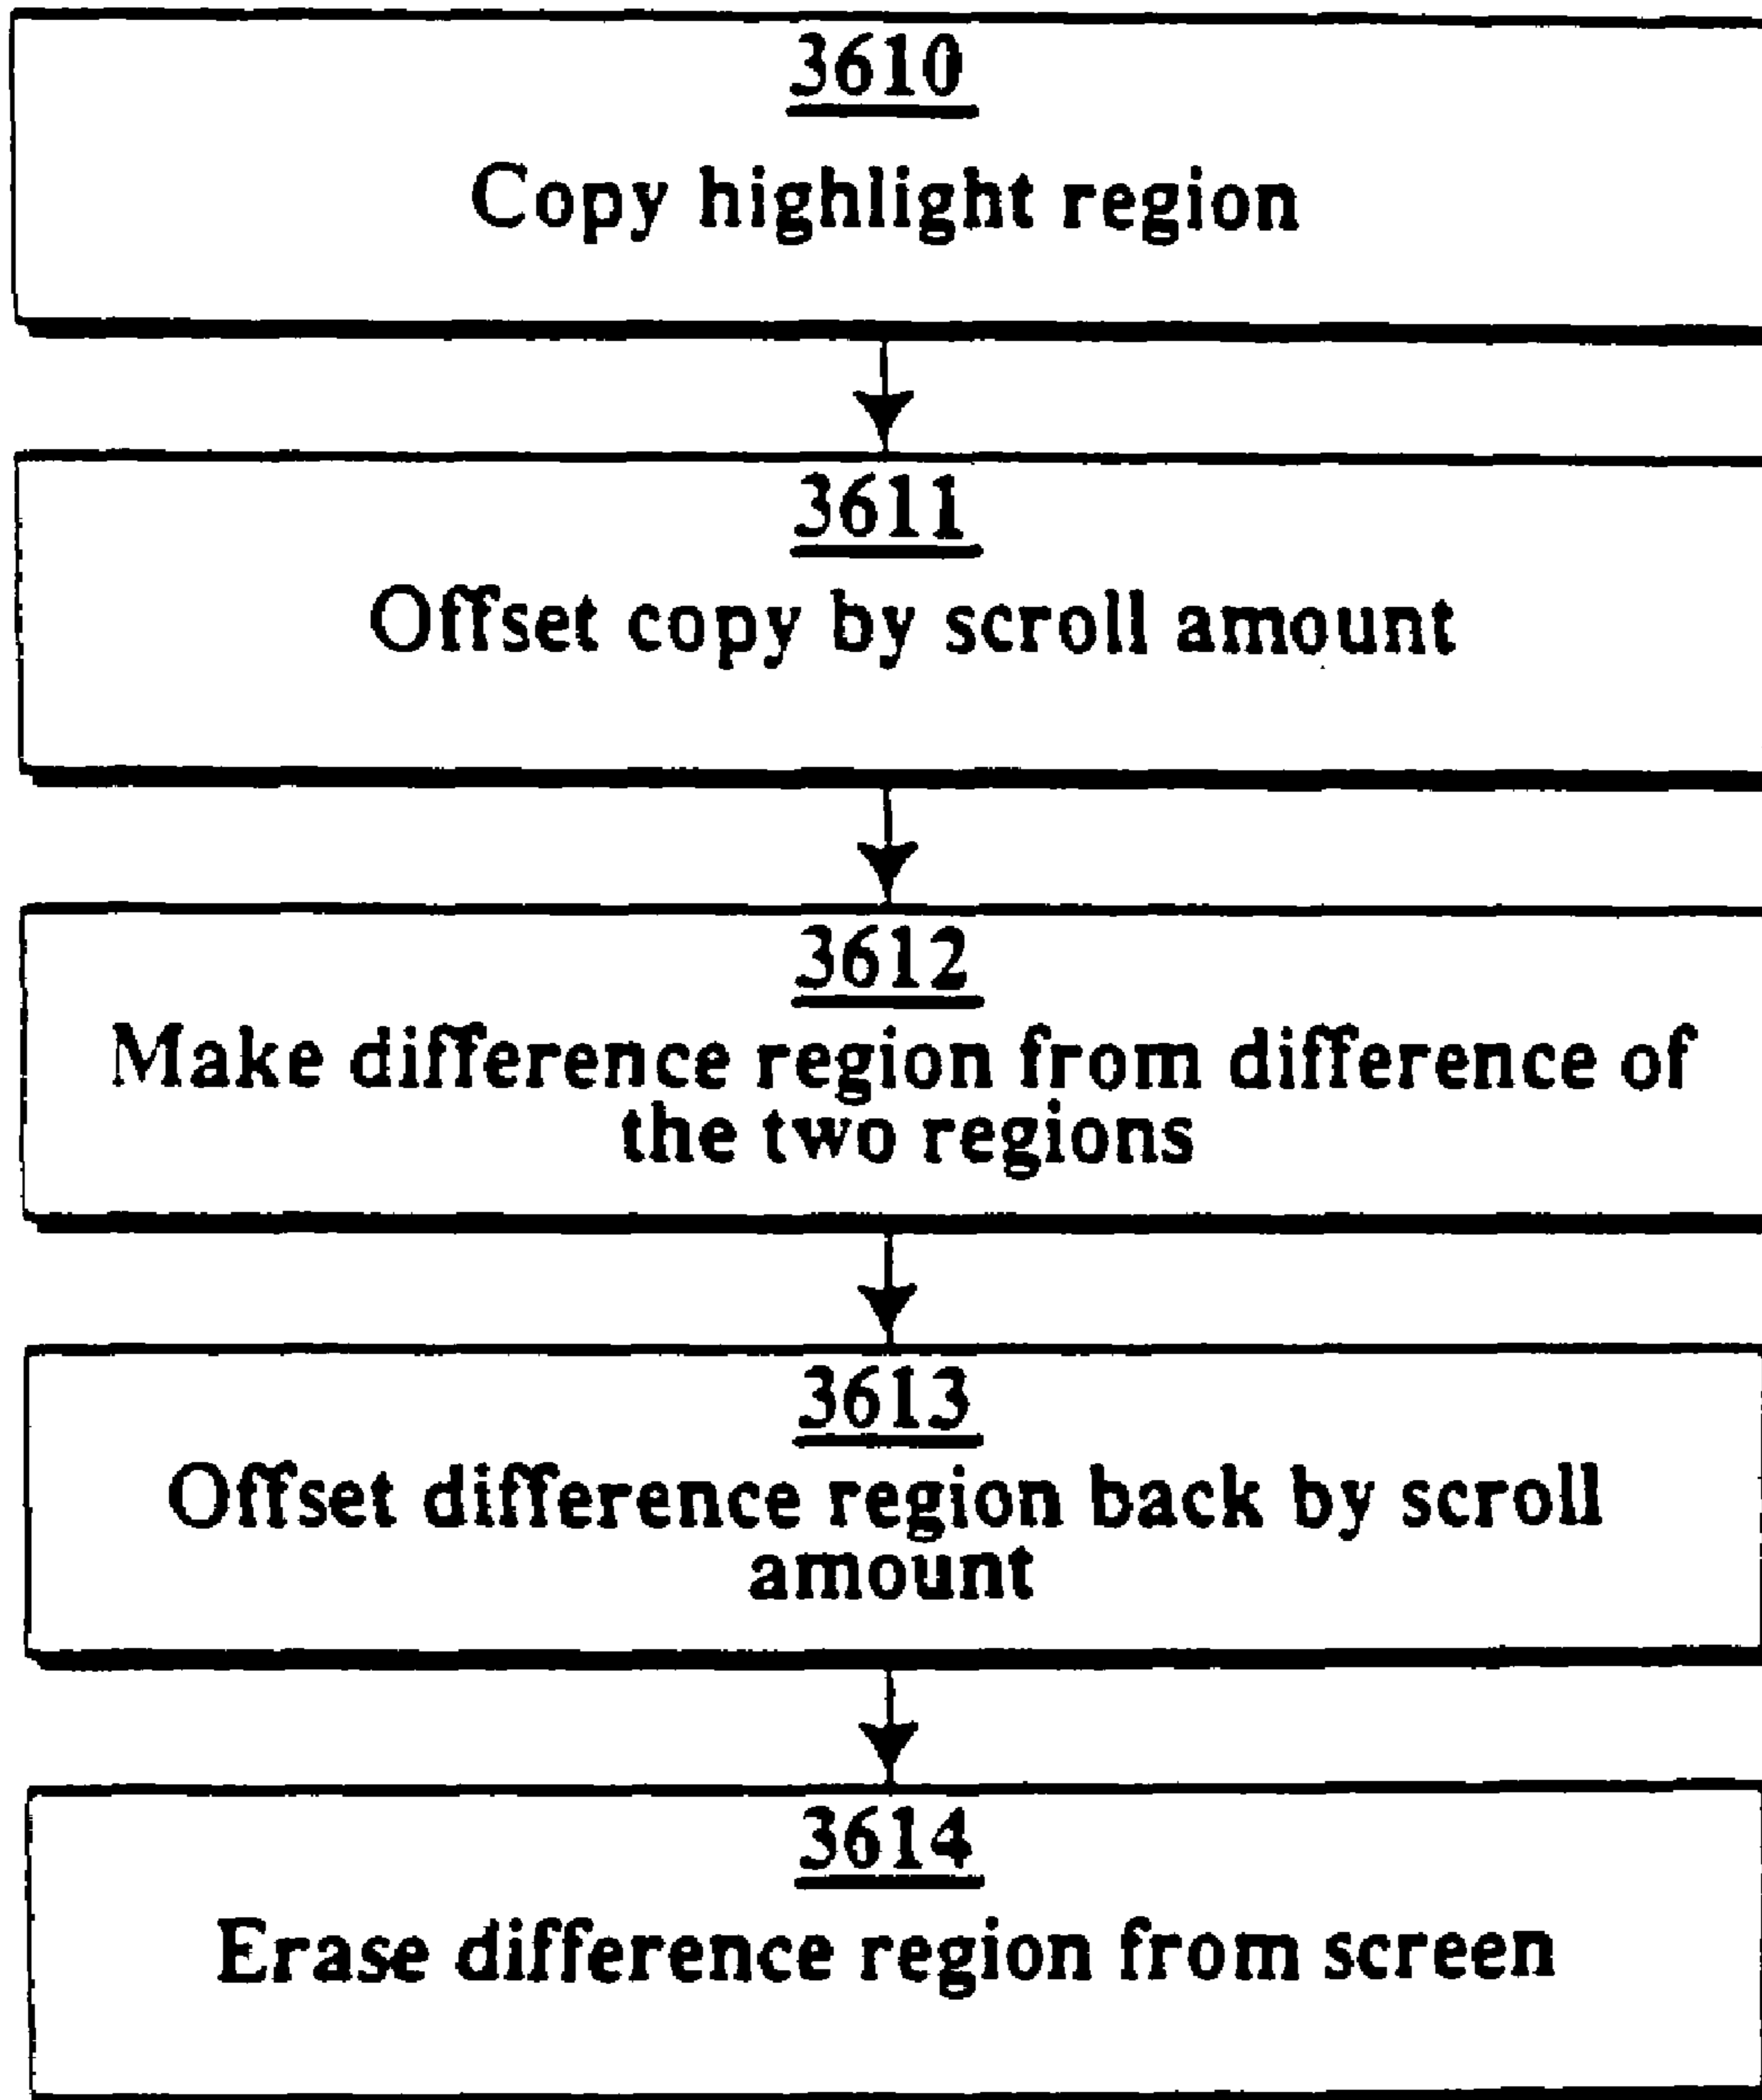 3610
Copy highlight region
3611
Offset copy by scroll amount
3612
Make difference region from difference of
the two regions
3613
Offset difference region back by scroll
amount
3614
Erase difference region from screen